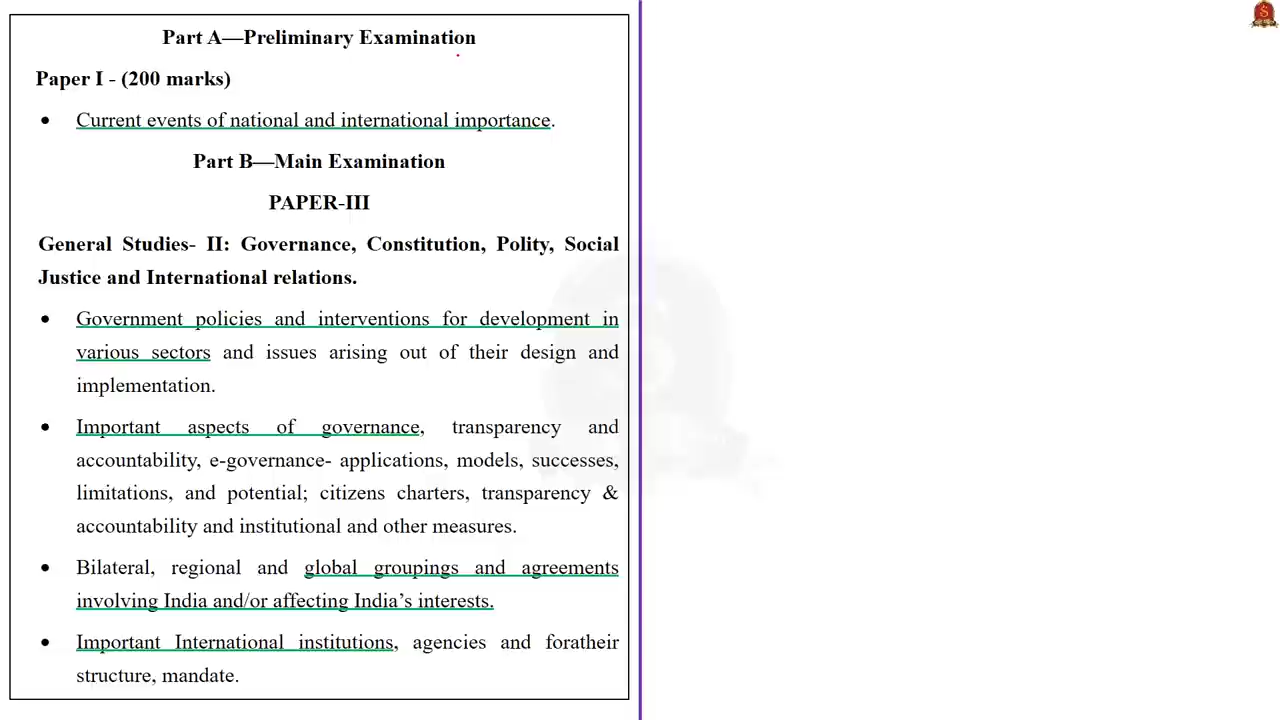 Part A—Preliminary Examination
Paper I - (200 marks)
• Current events of national and international importance.
Part B—Main Examination
PAPER-III
General Studies- II: Governance, Constitution, Polity, Social
Justice and International relations.
• Government policies and interventions for development in
various sectors and issues arising out of their design and
implementation.
• Important aspects of governance, transparency and
accountability, e-governance- applications, models, successes,
limitations, and potential; citizens charters, transparency &
accountability and institutional and other measures.
• Bilateral, regional and global groupings and agreements
involving India and/or affecting India’s interests.
• Important International institutions, agencies and foratheir
structure, mandate.